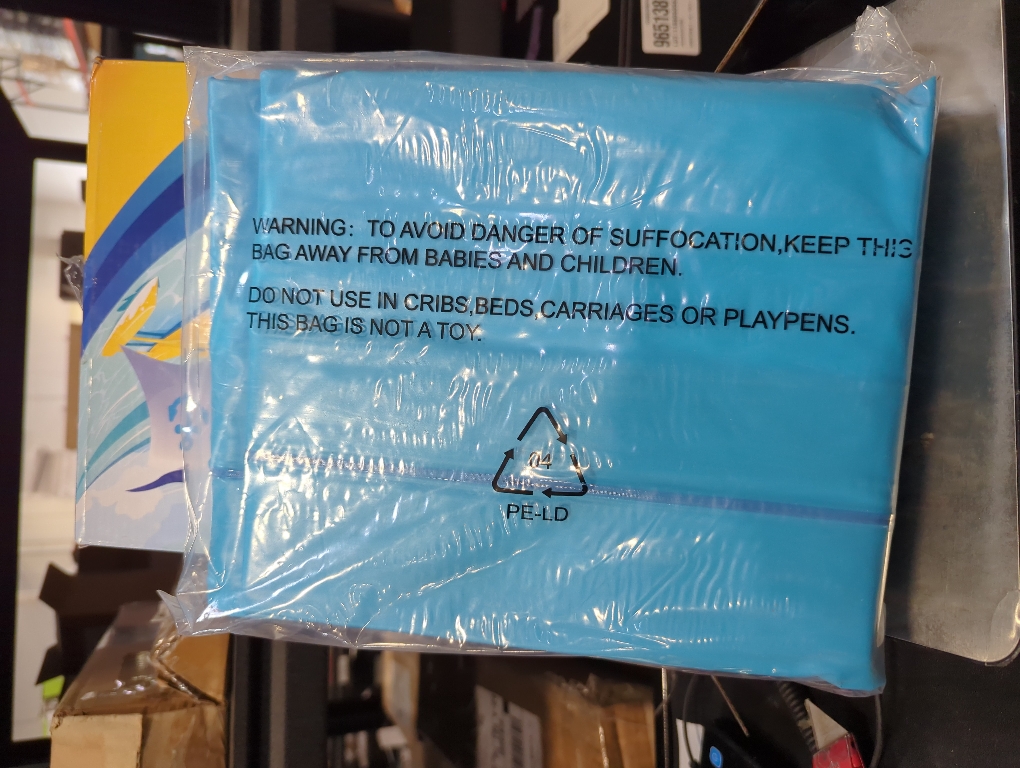 965138
WARNING: TO AVOID DANGER OF SUFFOCATION,KEEP THIS
BAG AWAY FROM BABIES AND CHILDREN.
DO NOT USE IN CRIBS,BEDS,CARRIAGES OR PLAYPENS.
THIS BAG IS NOT A TOY.
04
PE-LD